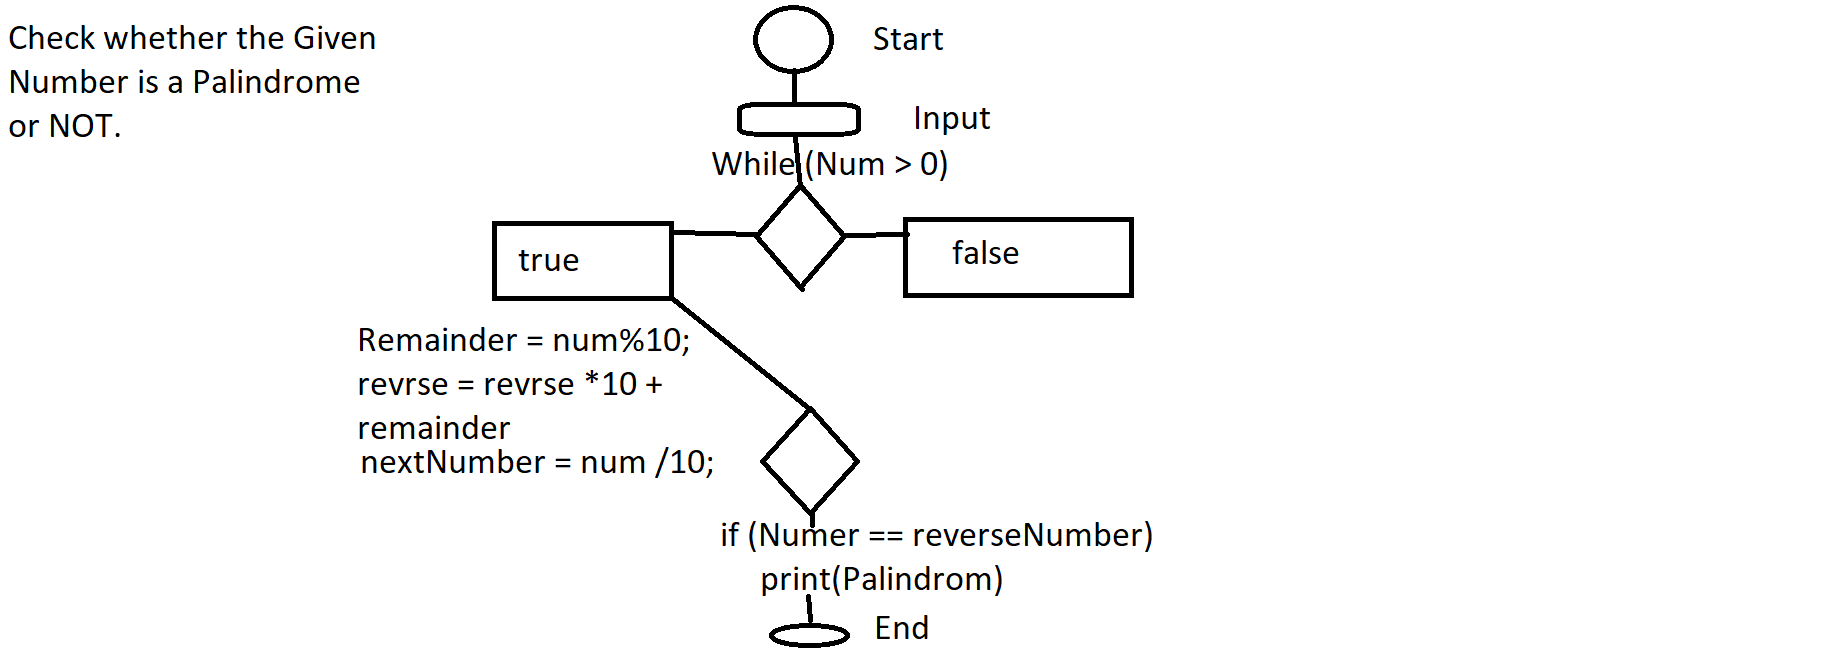 Check whether the Given
Number is a Palindrome
or NOT.
Start
Input
While (Num > 0)
true
false
Remainder = num%10;
revrse = revrse *10 +
remainder
nextNumber = num /10;
if (Numer == reverseNumber)
print(Palindrom)
End